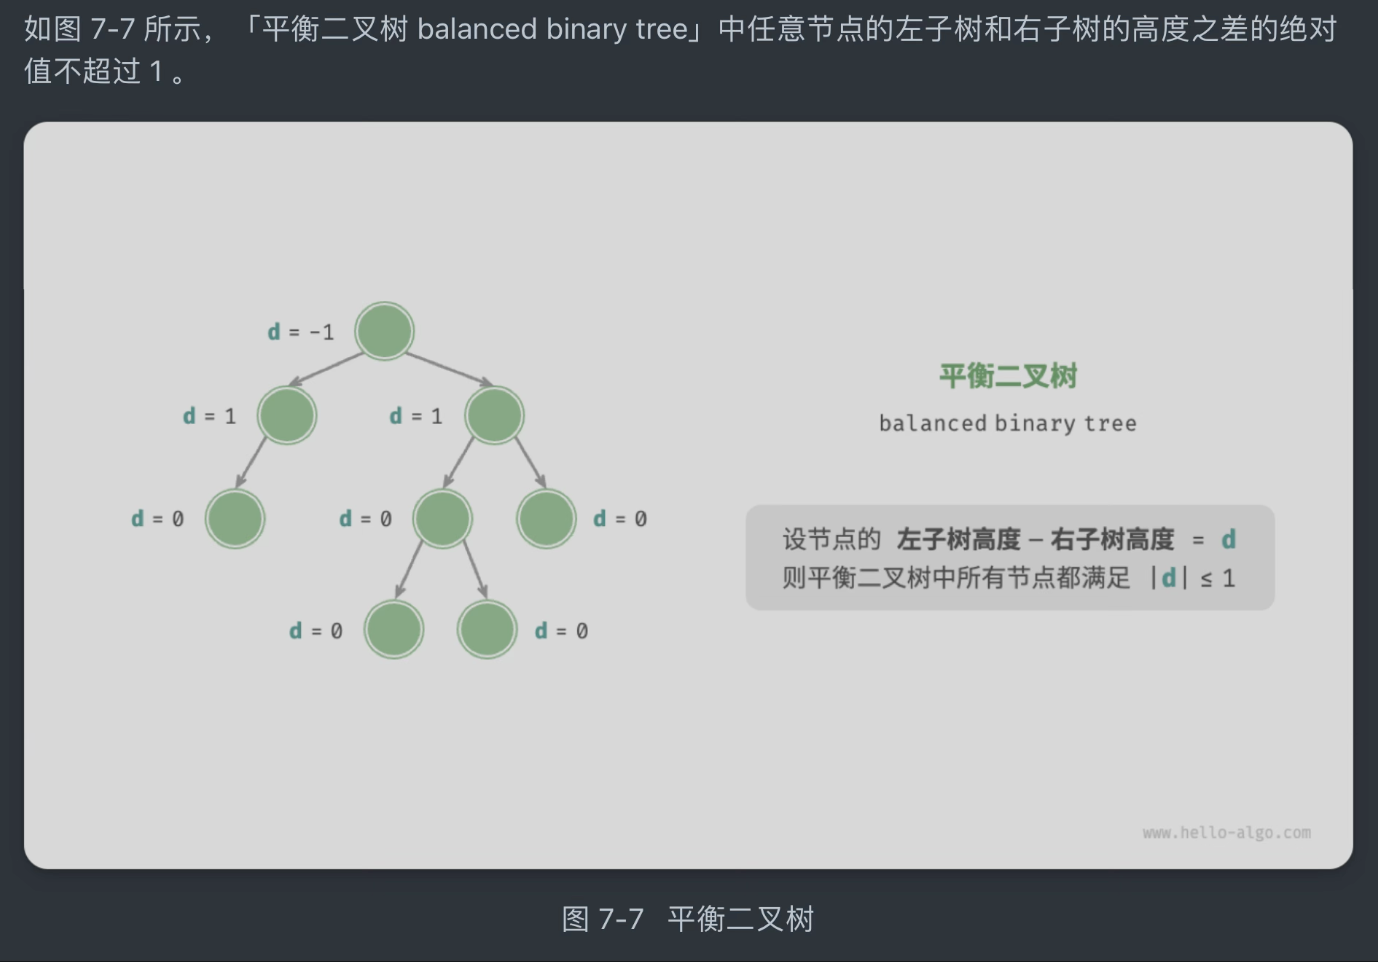 如图 7-7 所示，「平衡二叉树 balanced binary tree」中任意节点的左子树和右子树的高度之差的绝对
值不超过 1 。
d = -1
d = 1
d = 1
d = 0
d = 0
d = 0
d = 0
d = 0
平衡二叉树
balanced binary tree
设节点的 左子树高度 – 右子树高度 = d
则平衡二叉树中所有节点都满足 |d| ≤ 1
www.hello-algo.com
图 7-7 平衡二叉树